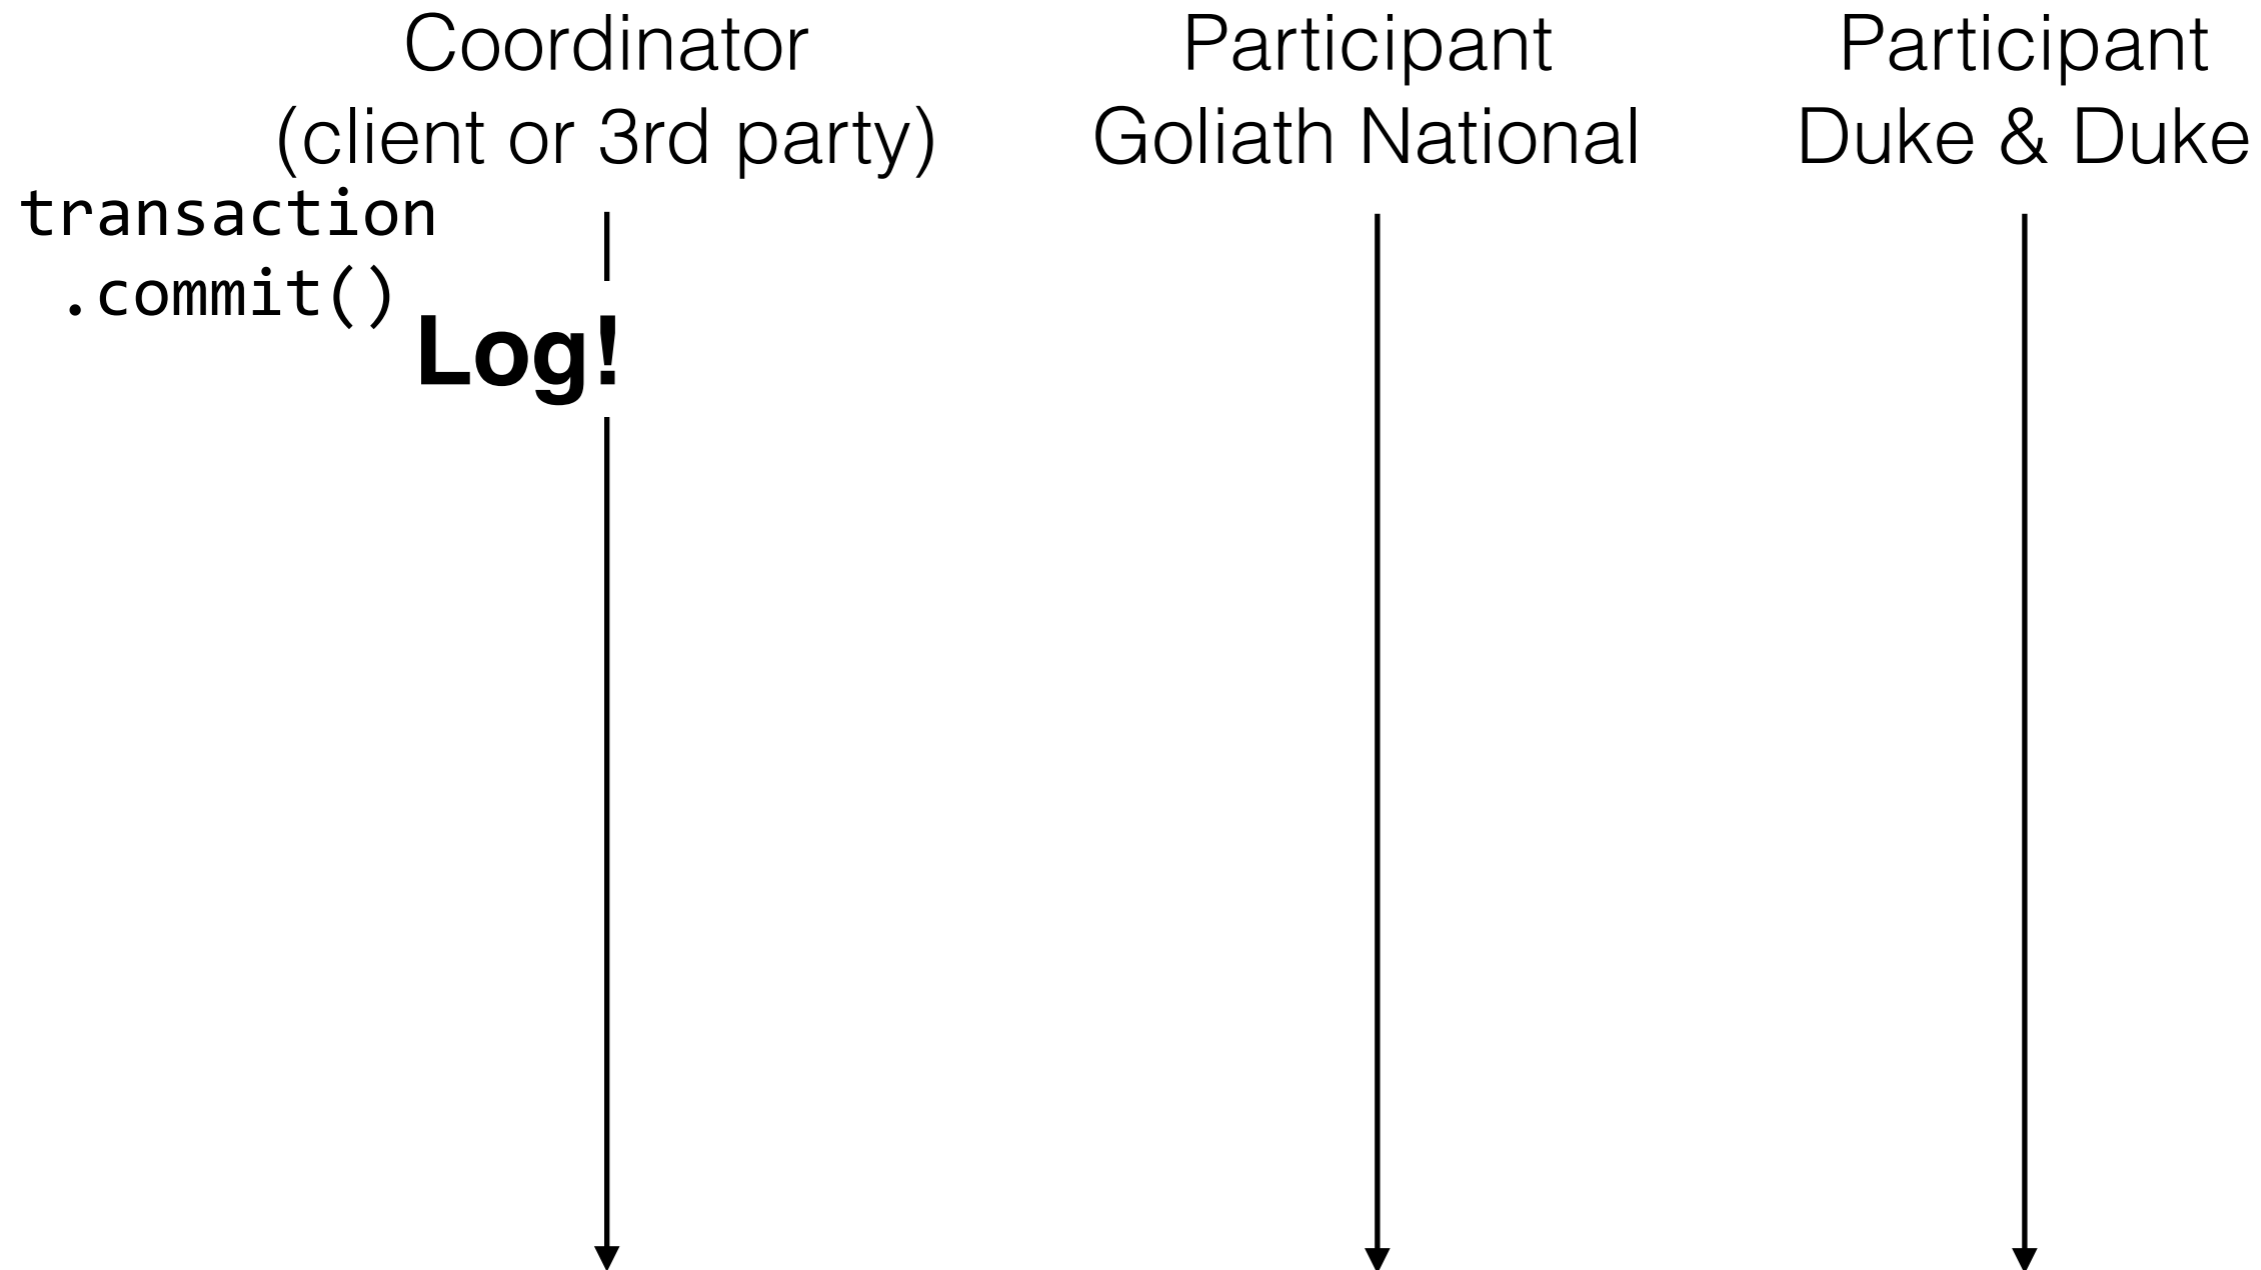 Coordinator
(client or 3rd party)
Participant
Goliath National
Participant
Duke & Duke
transaction
.commit()
Log!